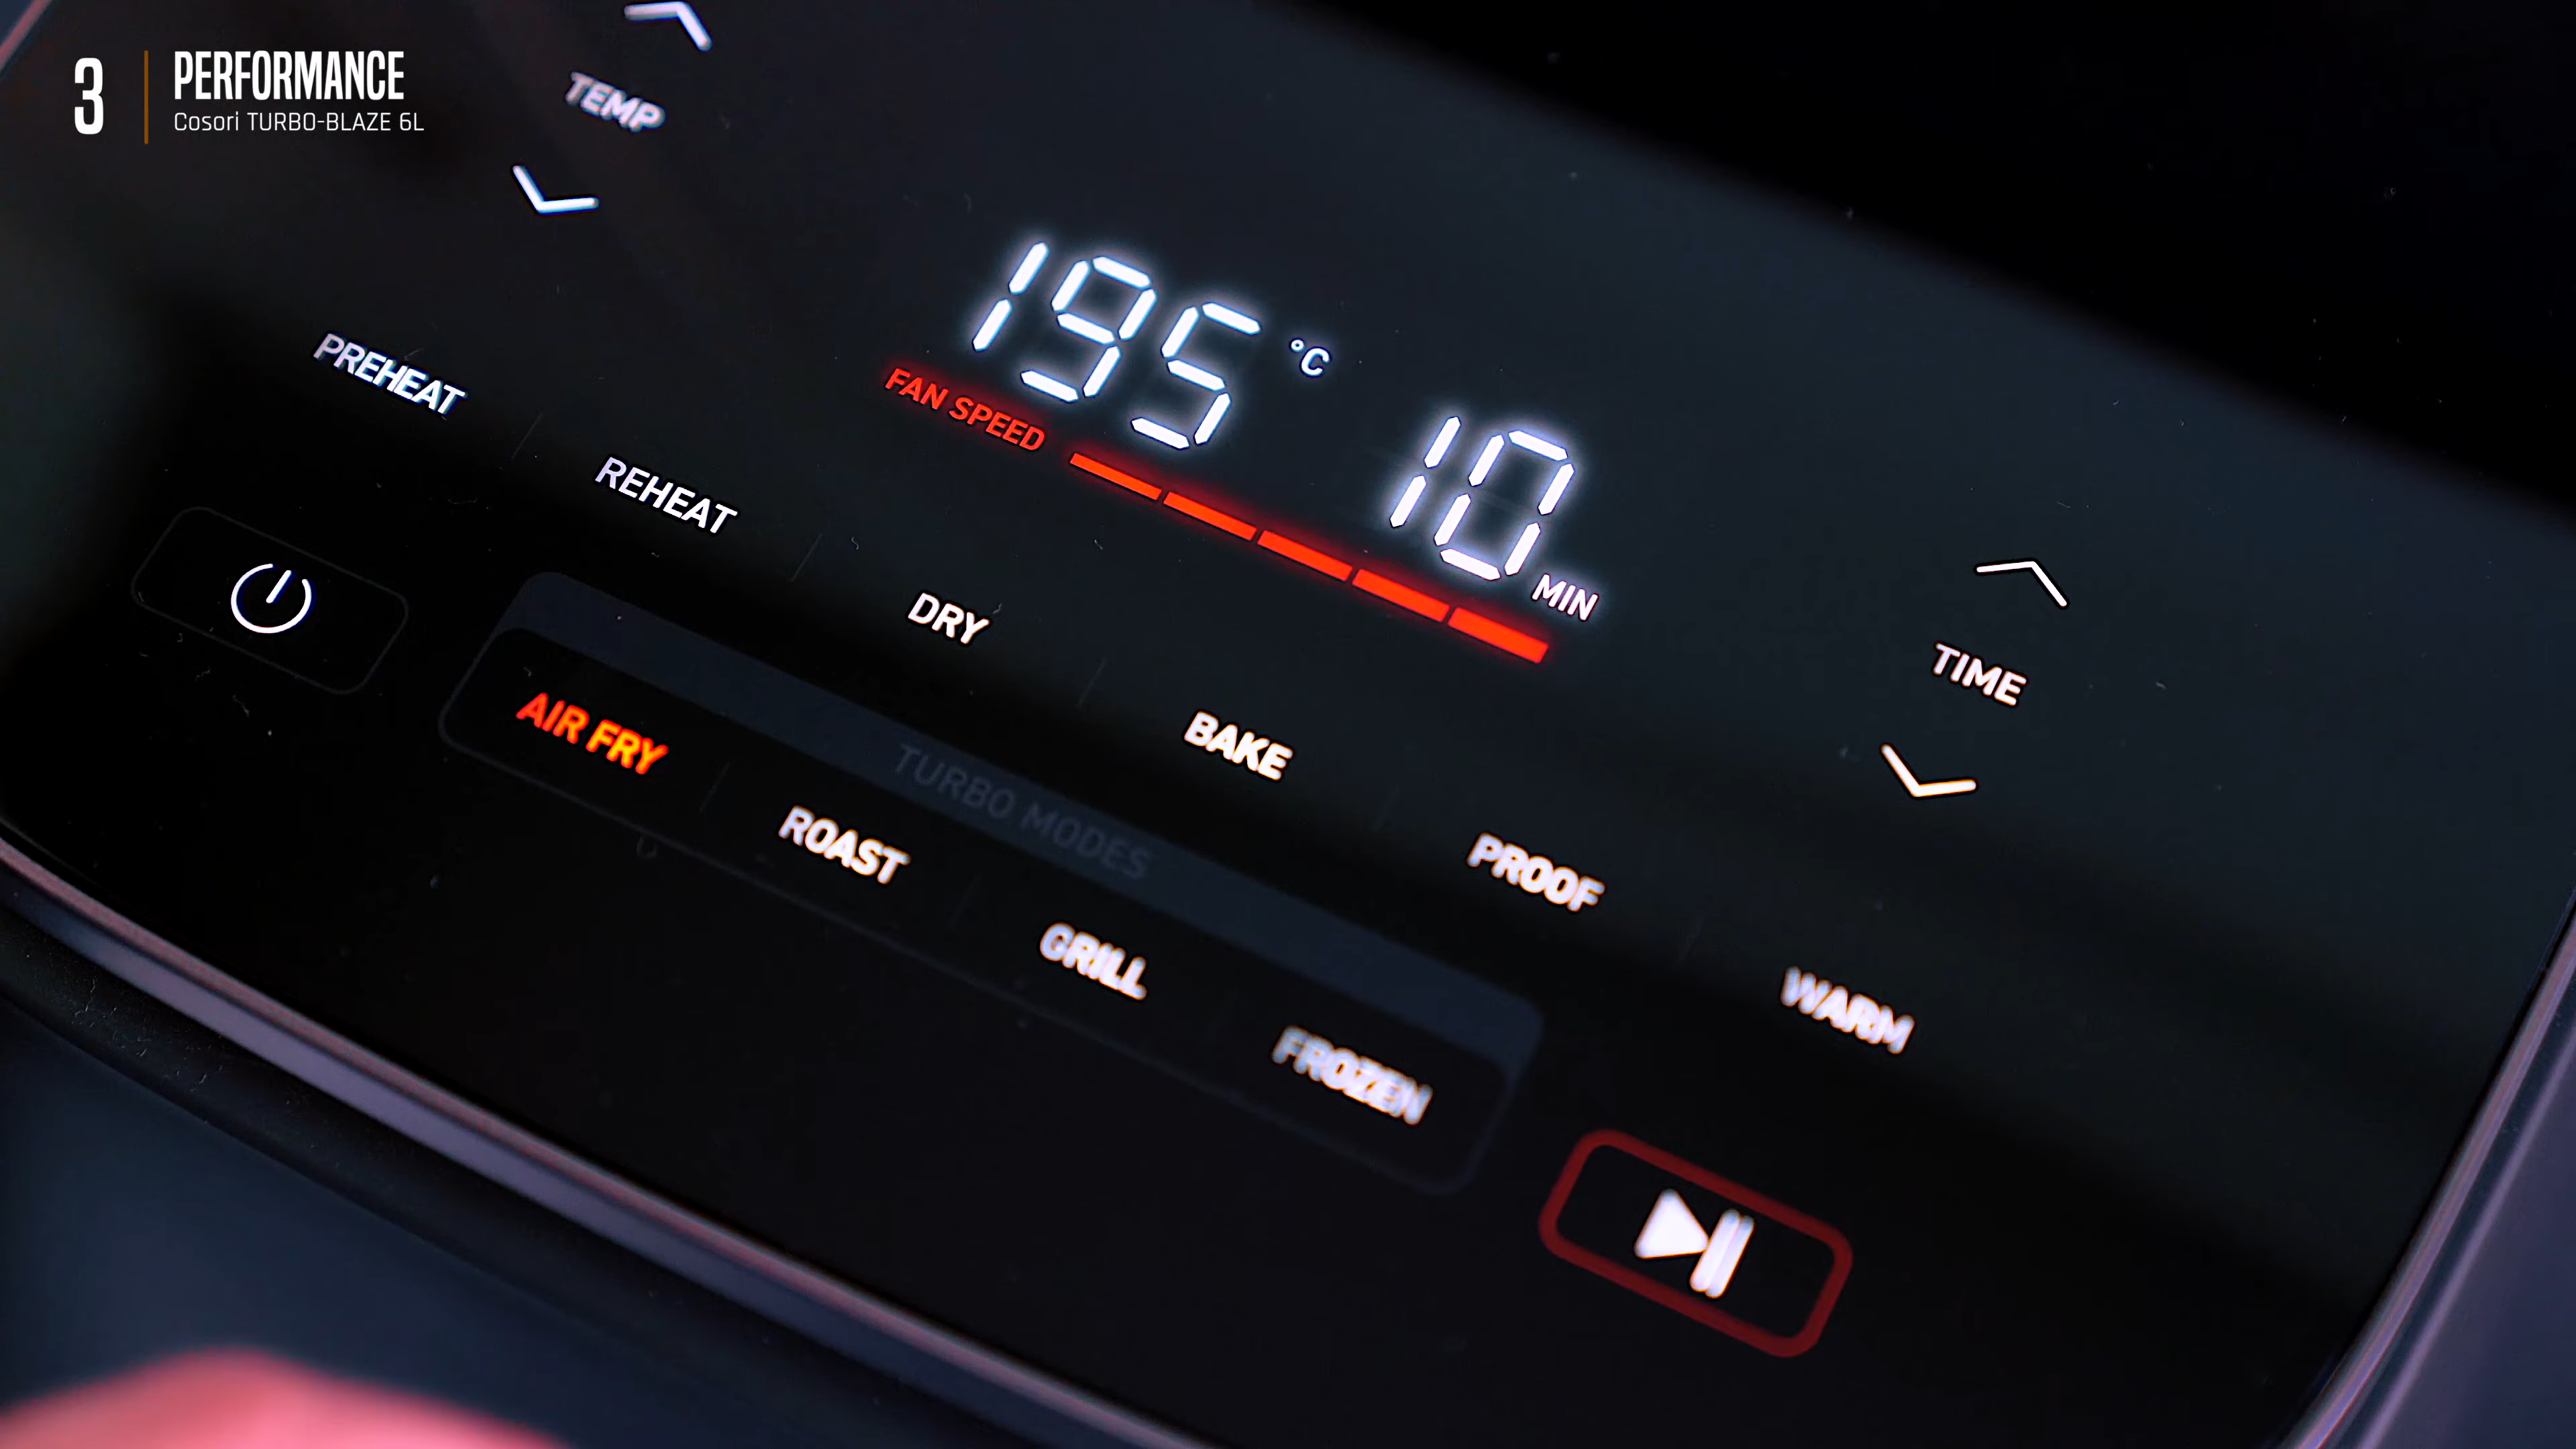 3
PERFORMANCE
Cosori TURBO-BLAZE 6L
TEMP
195 °C
10 MIN
FAN SPEED
TIME
PREHEAT
REHEAT
DRY
BAKE
PROOF
WARM
TURBO MODES
AIR FRY
ROAST
GRILL
FROZEN